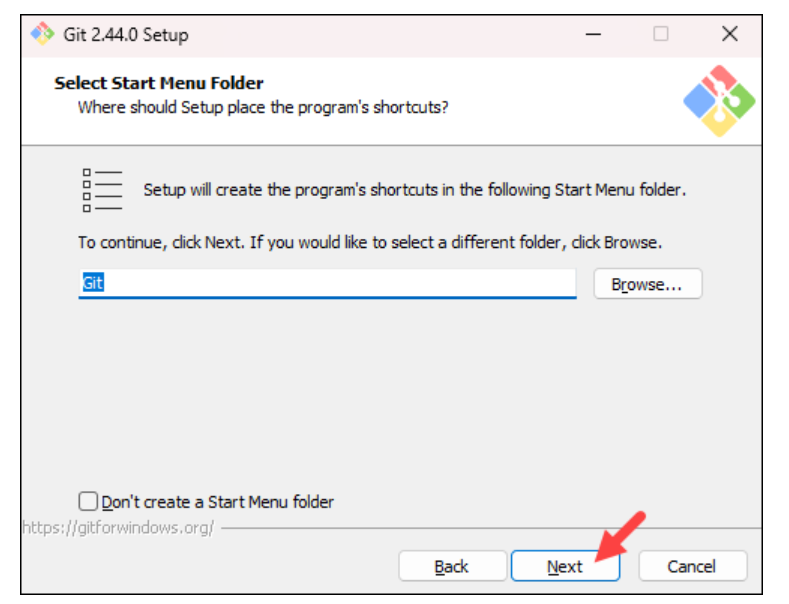 Git 2.44.0 Setup
Select Start Menu Folder
Where should Setup place the program's shortcuts?
Setup will create the program's shortcuts in the following Start Menu folder.
To continue, click Next. If you would like to select a different folder, click Browse.
Git
Browse...
Don't create a Start Menu folder
https://gitforwindows.org/
Back
Next
Cancel